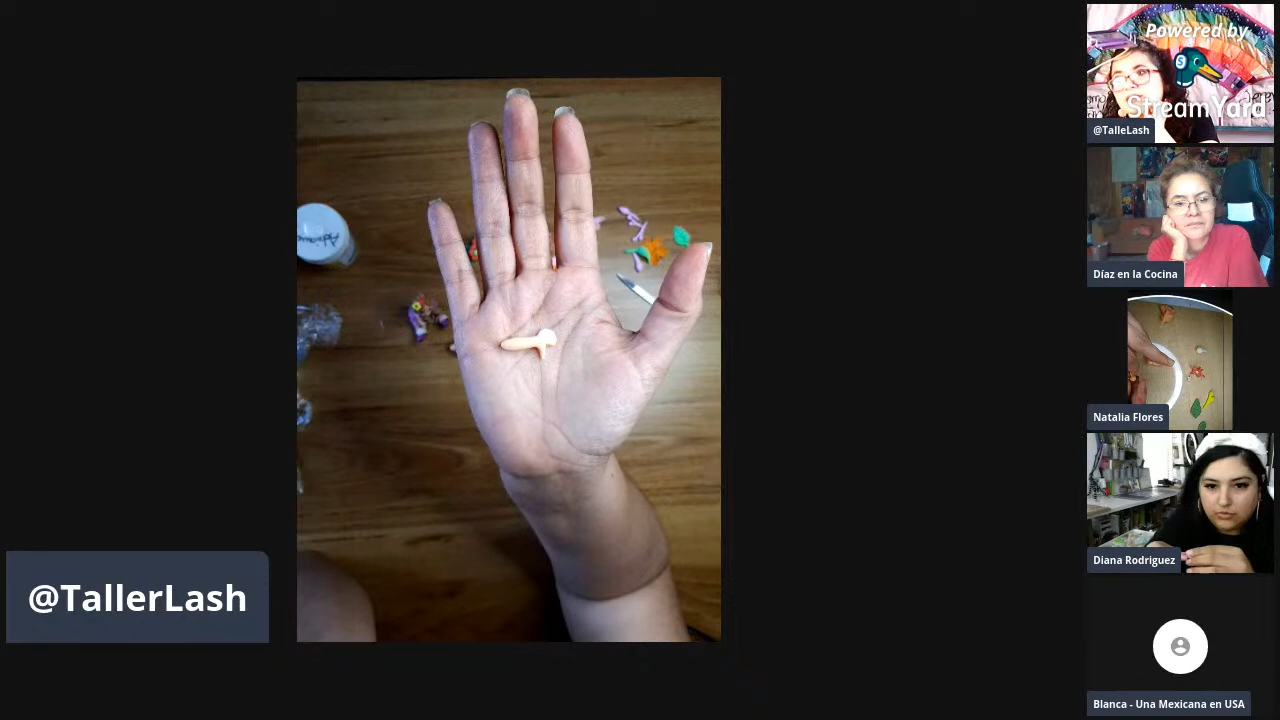 @TallerLash
Powered by
StreamYard
@TalleLash
Díaz en la Cocina
Natalia Flores
Diana Rodriguez
Blanca - Una Mexicana en USA